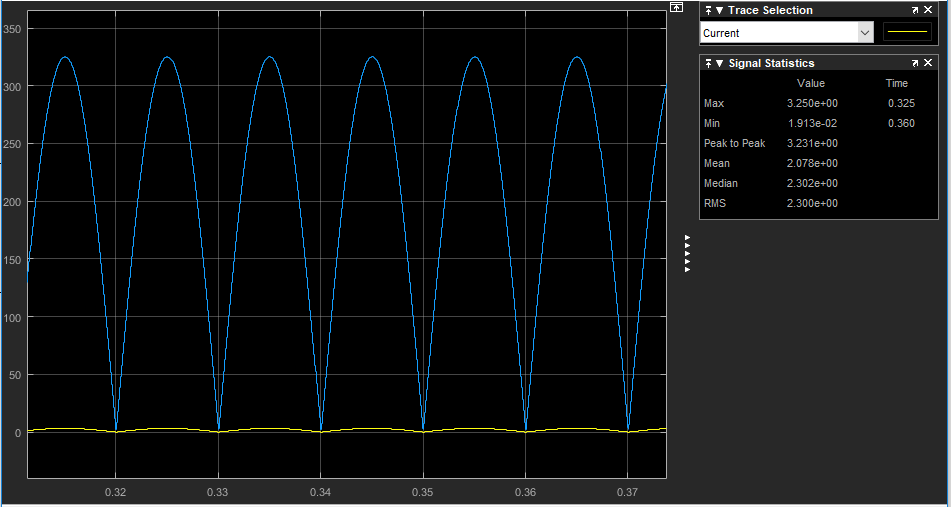 350
300
250
200
150
100
50
0
0.32 0.33 0.34 0.35 0.36 0.37
Trace Selection
Current
Signal Statistics
Value Time
Max 3.250e+00 0.325
Min 1.913e-02 0.360
Peak to Peak 3.231e+00
Mean 2.078e+00
Median 2.302e+00
RMS 2.300e+00